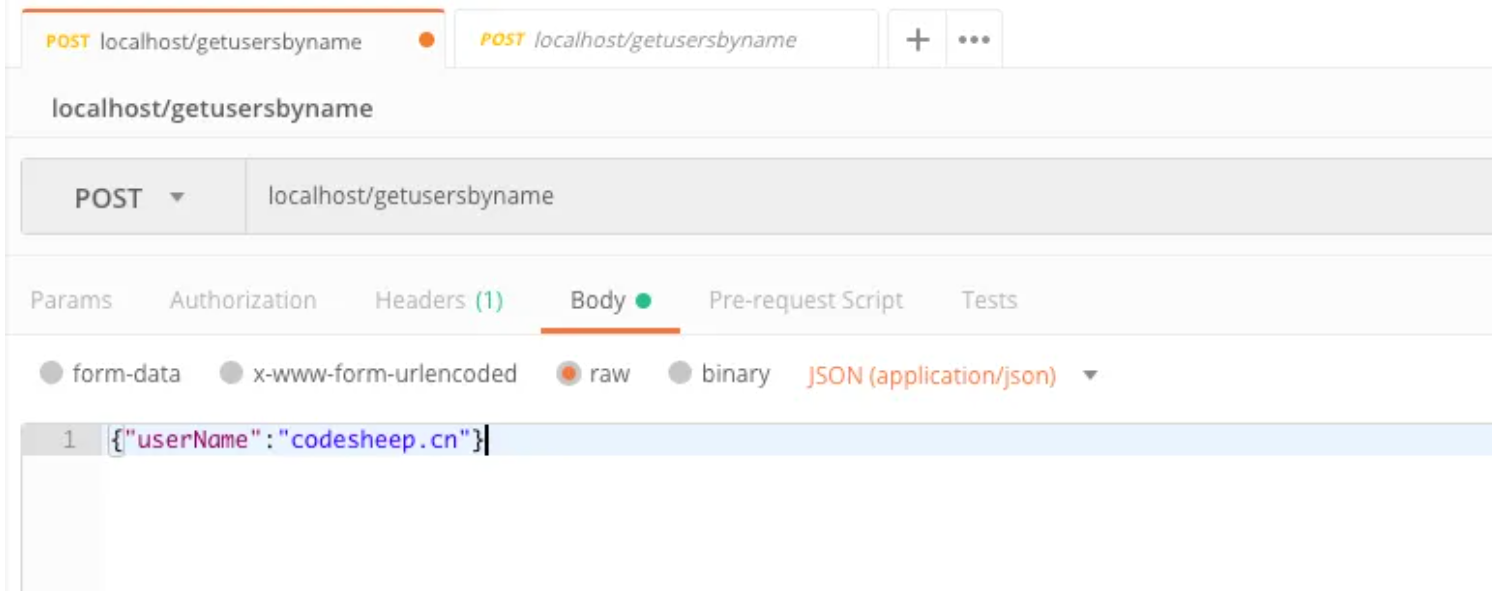 POST localhost/getusersbyname POST localhost/getusersbyname + •••
localhost/getusersbyname
POST localhost/getusersbyname
Params Authorization Headers (1) Body Pre-request Script Tests
form-data x-www-form-urlencoded raw binary JSON (application/json)
1 {"userName":"codesheep.cn"}